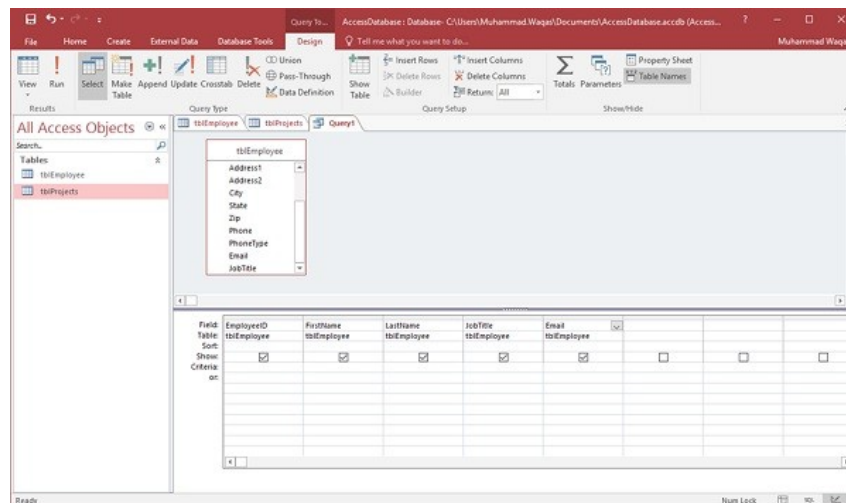 Query To... AccessDatabase : Database- C:\Users\Muhammad.Waqas\Documents\AccessDatabase.accdb (Access... ?
File Home Create External Data Database Tools Design Tell me what you want to do... Muhammad Waqa
View Run Select Make Table Append Update Crosstab Delete
Union
Pass-Through
Data Definition
Show Table
Insert Rows
Delete Rows
Builder
Insert Columns
Delete Columns
Return: All
Totals Parameters
Property Sheet
Table Names
Results Query Type Query Setup Show/Hide
All Access Objects
Search...
Tables
tblEmployee
tblProjects
tblEmployee tblProjects Query1
tblEmployee
Address1
Address2
City
State
Zip
Phone
PhoneType
Email
JobTitle
Field: EmployeeID FirstName LastName JobTitle Email
Table: tblEmployee tblEmployee tblEmployee tblEmployee tblEmployee
Sort:
Show:
Criteria:
or:
Ready Num Lock